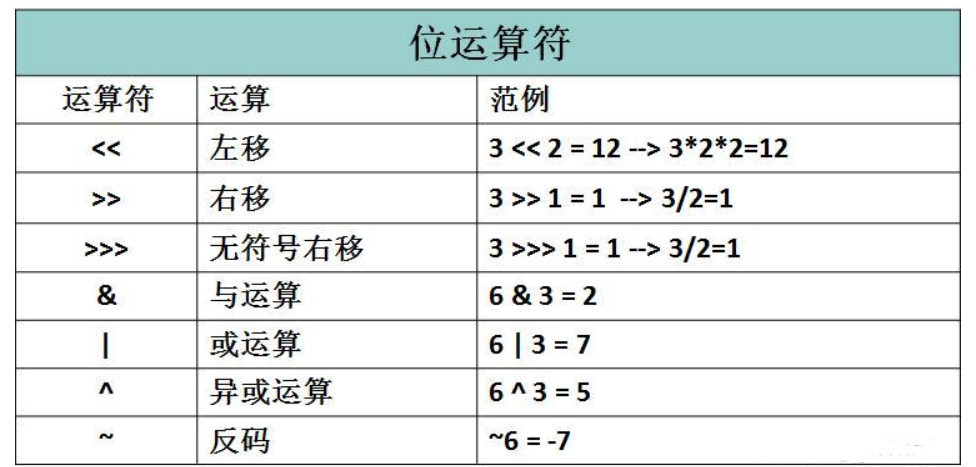 位运算符
运算符 运算 范例
<< 左移 3 << 2 = 12 --> 3*2*2=12
>> 右移 3 >> 1 = 1 --> 3/2=1
>>> 无符号右移 3 >>> 1 = 1 --> 3/2=1
& 与运算 6 & 3 = 2
| 或运算 6 | 3 = 7
^ 异或运算 6 ^ 3 = 5
~ 反码 ~6 = -7